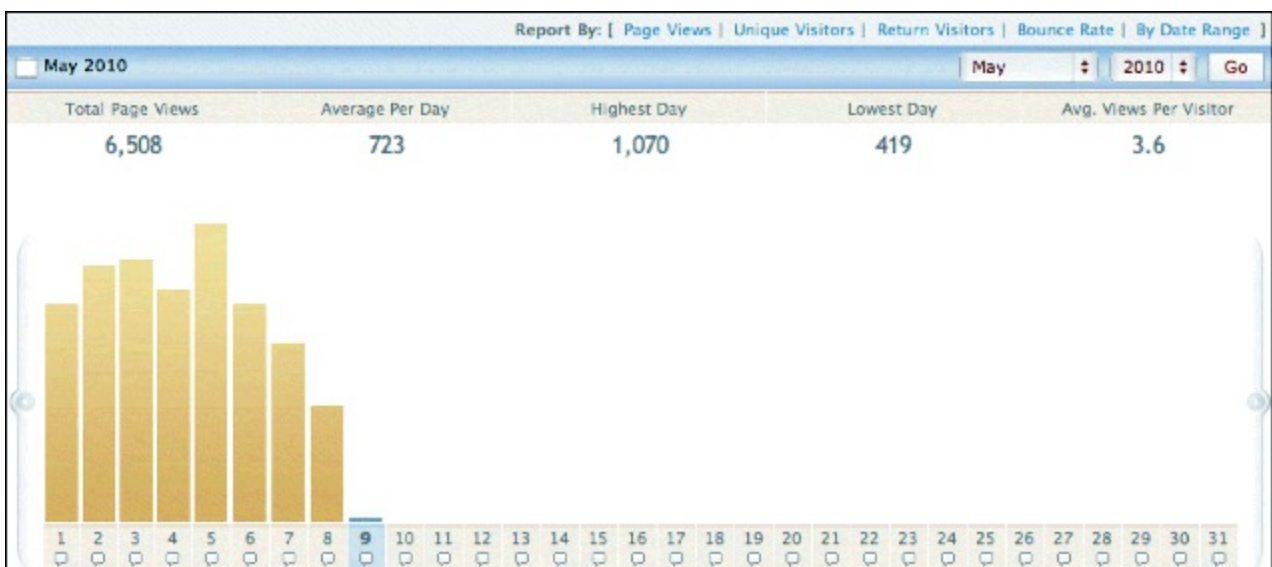 Report By: [ Page Views | Unique Visitors | Return Visitors | Bounce Rate | By Date Range ]
May 2010 May 2010 Go
Total Page Views Average Per Day Highest Day Lowest Day Avg. Views Per Visitor
6,508 723 1,070 419 3.6
1 2 3 4 5 6 7 8 9 10 11 12 13 14 15 16 17 18 19 20 21 22 23 24 25 26 27 28 29 30 31